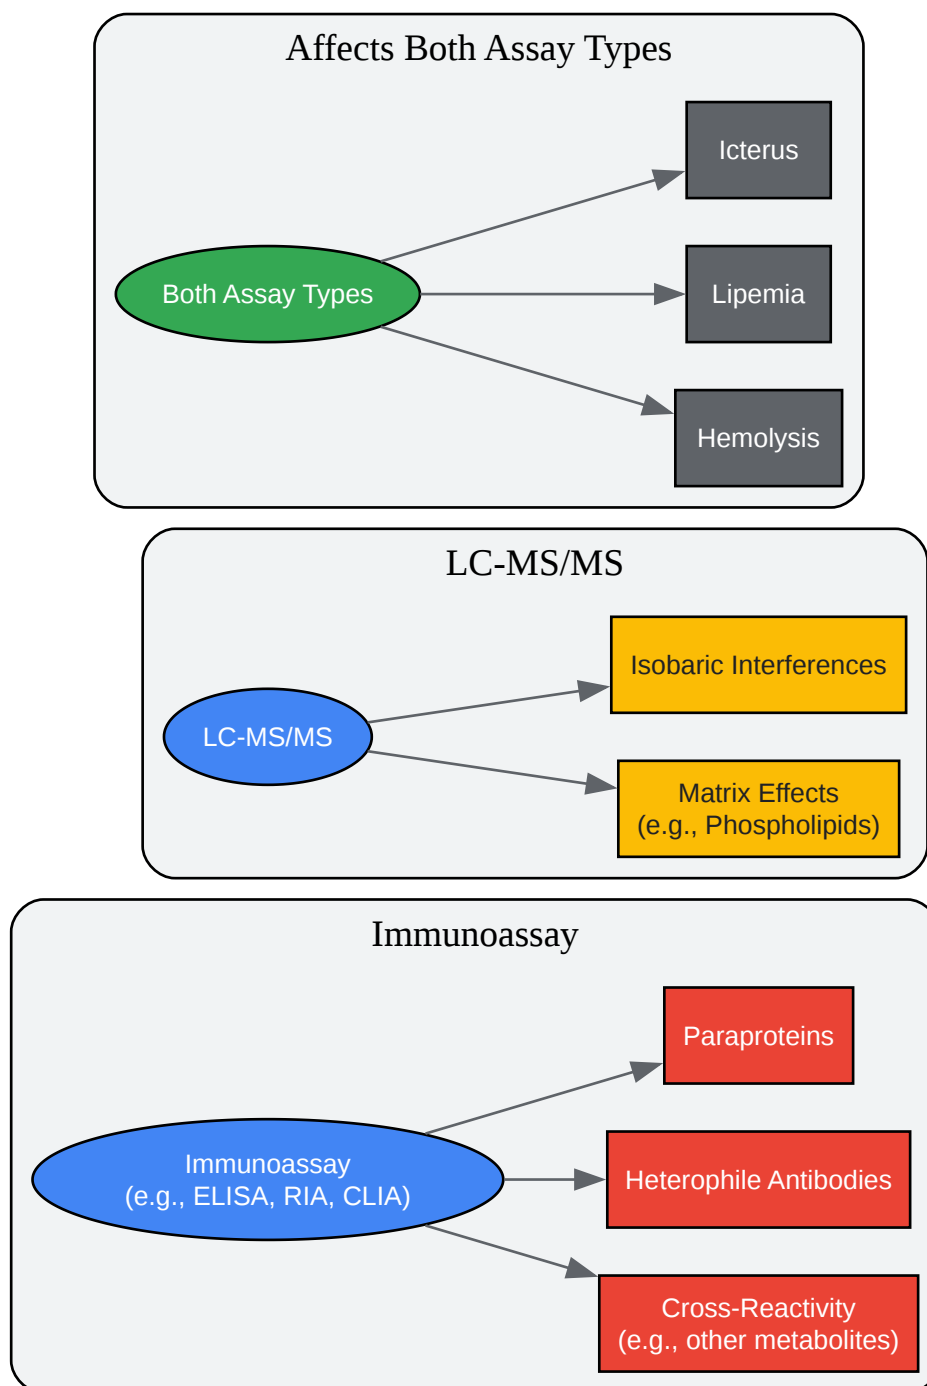 Affects Both Assay Types
Icterus
Both Assay Types
Lipemia
Hemolysis
LC-MS/MS
Isobaric Interferences
LC-MS/MS
Matrix Effects
(e.g., Phospholipids)
Immunoassay
Paraproteins
Immunoassay
(e.g., ELISA, RIA, CLIA)
Heterophile Antibodies
Cross-Reactivity
(e.g., other metabolites)